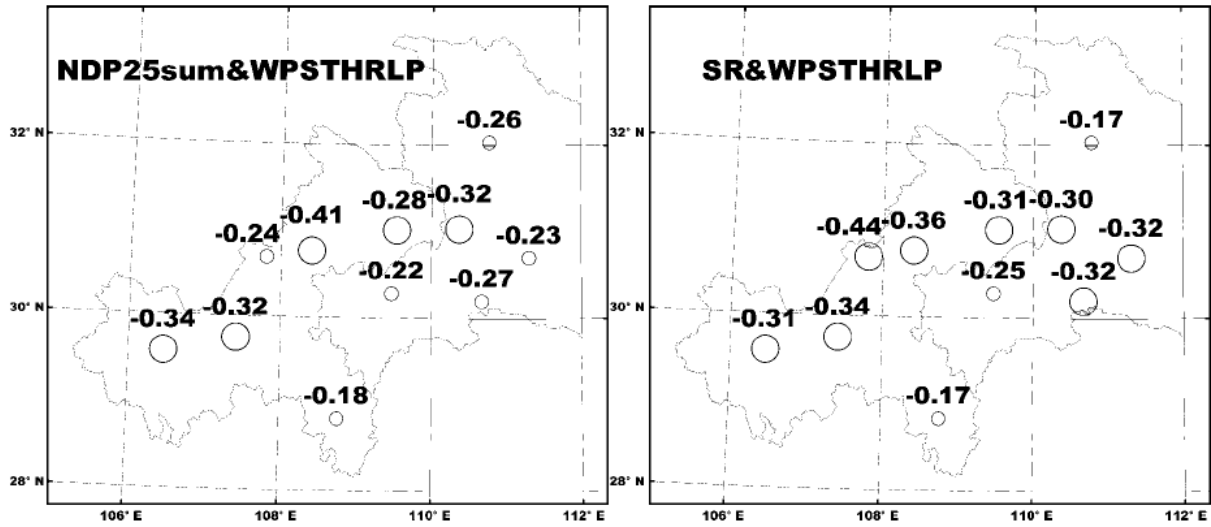 NDP25sum&WPSTHRLP
32° N
-0.26
-0.28
-0.32
-0.41
-0.24
-0.23
-0.22
-0.27
30° N
-0.32
-0.34
-0.18
28° N
106° E
108° E
110° E
112° E
SR&WPSTHRLP
32° N
-0.17
-0.31
-0.30
-0.44
-0.36
-0.32
-0.25
-0.32
30° N
-0.34
-0.31
-0.17
28° N
106° E
108° E
110° E
112° E